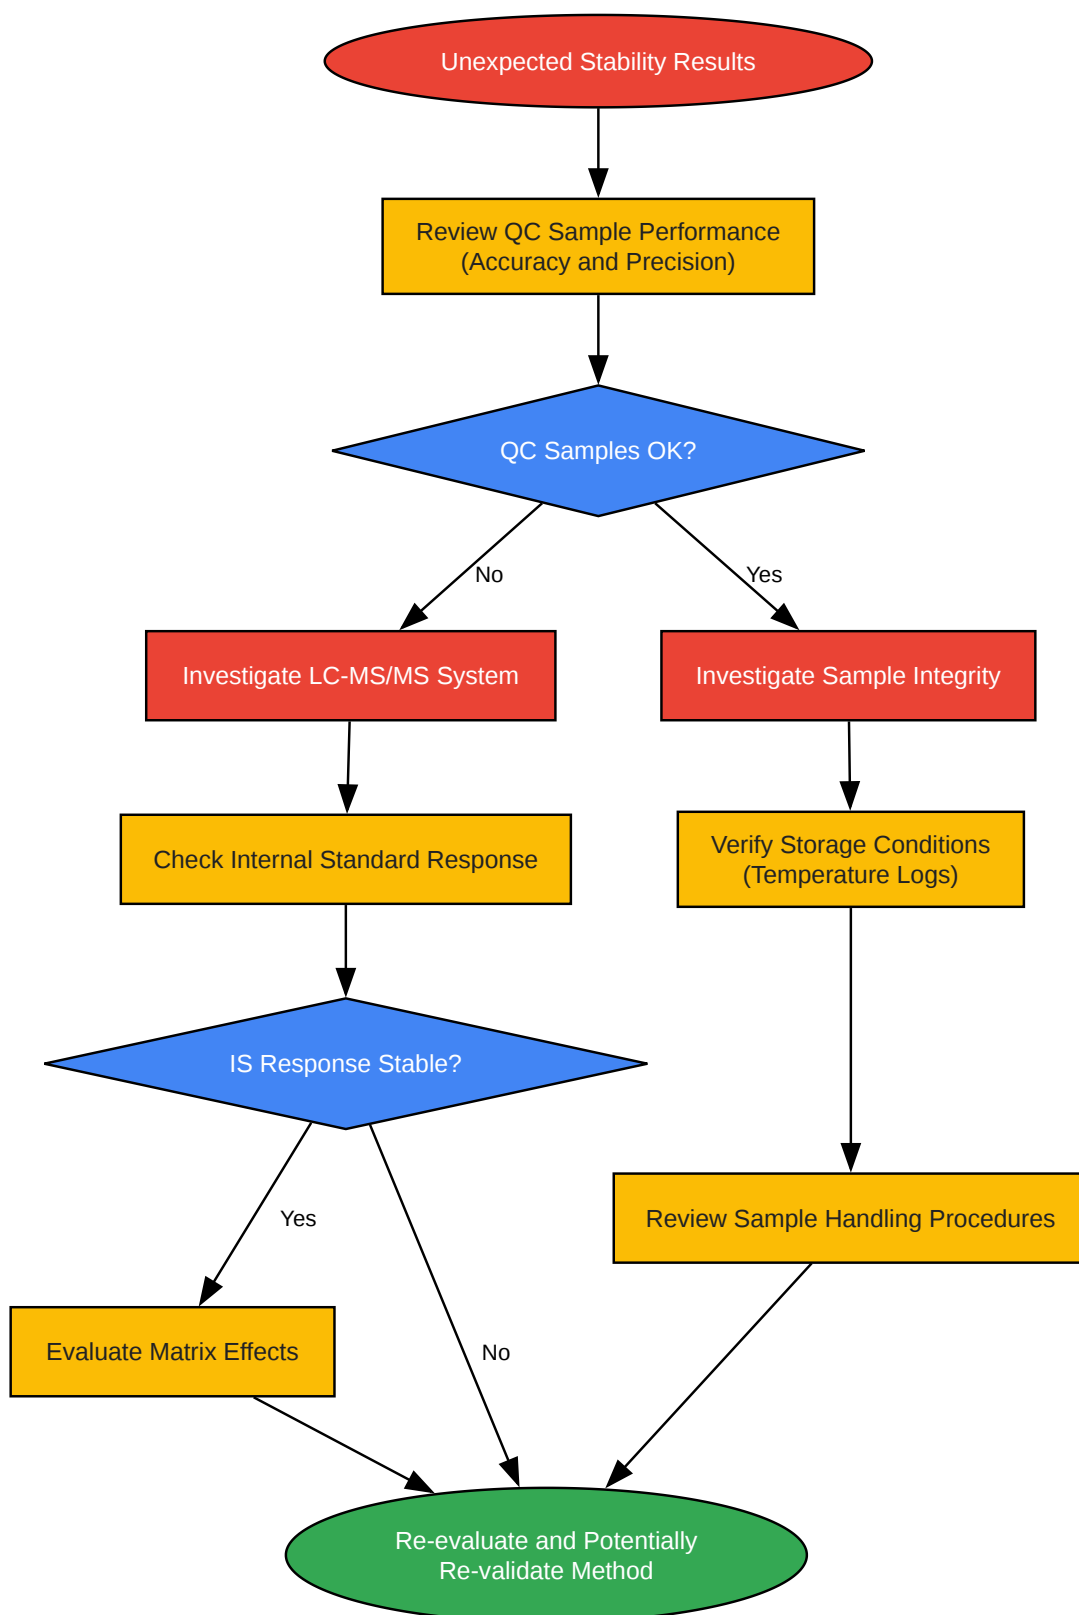 Unexpected Stability Results
Review QC Sample Performance
(Accuracy and Precision)
QC Samples OK?
No
Yes
Investigate LC-MS/MS System
Investigate Sample Integrity
Check Internal Standard Response
Verify Storage Conditions
(Temperature Logs)
IS Response Stable?
Yes
Review Sample Handling Procedures
Evaluate Matrix Effects
No
Re-evaluate and Potentially
Re-validate Method